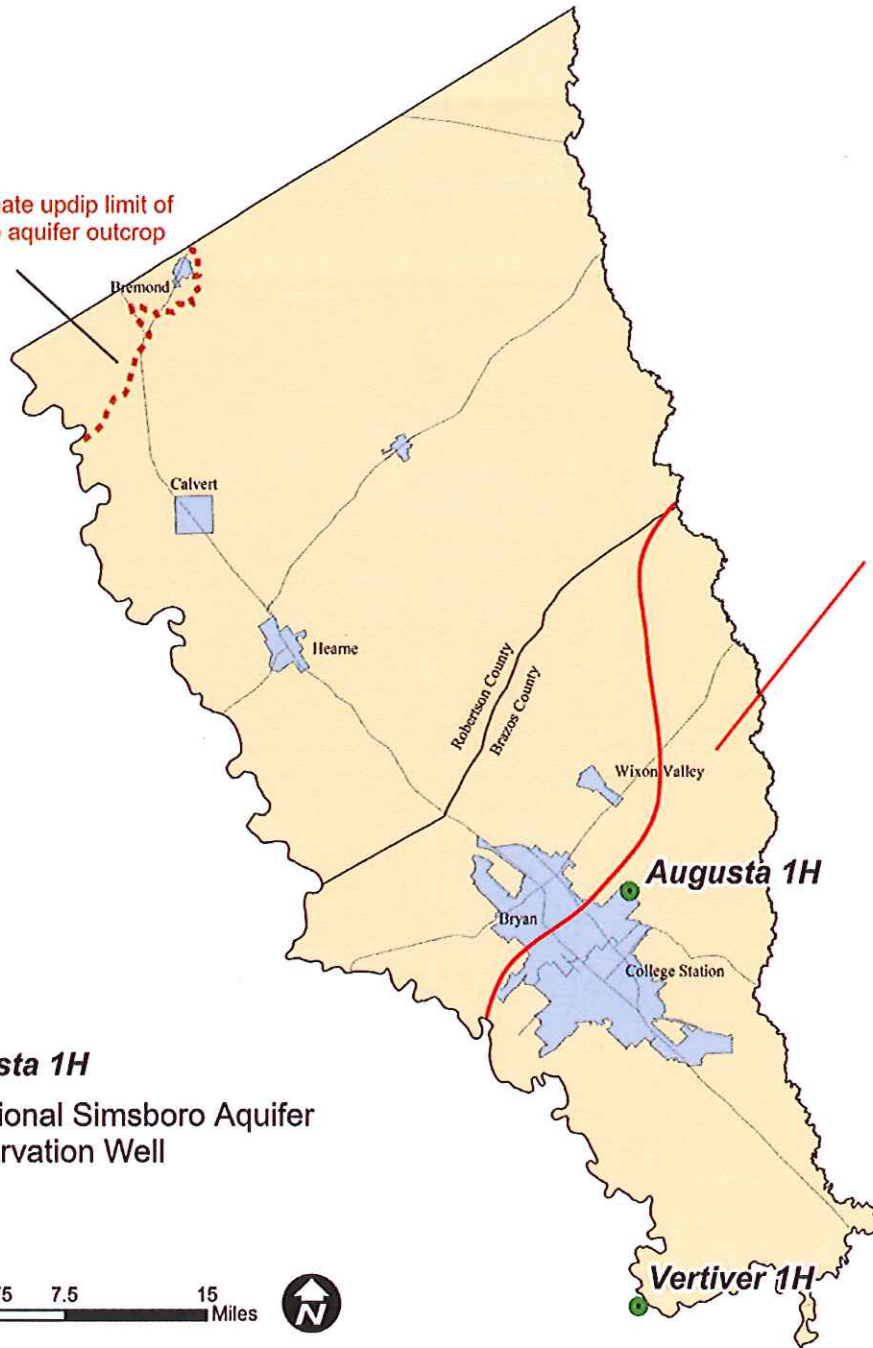 nate updip limit of
aquifer outcrop
Bremond
Calvert
Hearne
Robertson County
Brazos County
Wixon Valley
Augusta 1H
Bryan
College Station
sta 1H
ional Simsboro Aquifer
rvation Well
75 7.5 15
Miles
N
Vertiver 1H